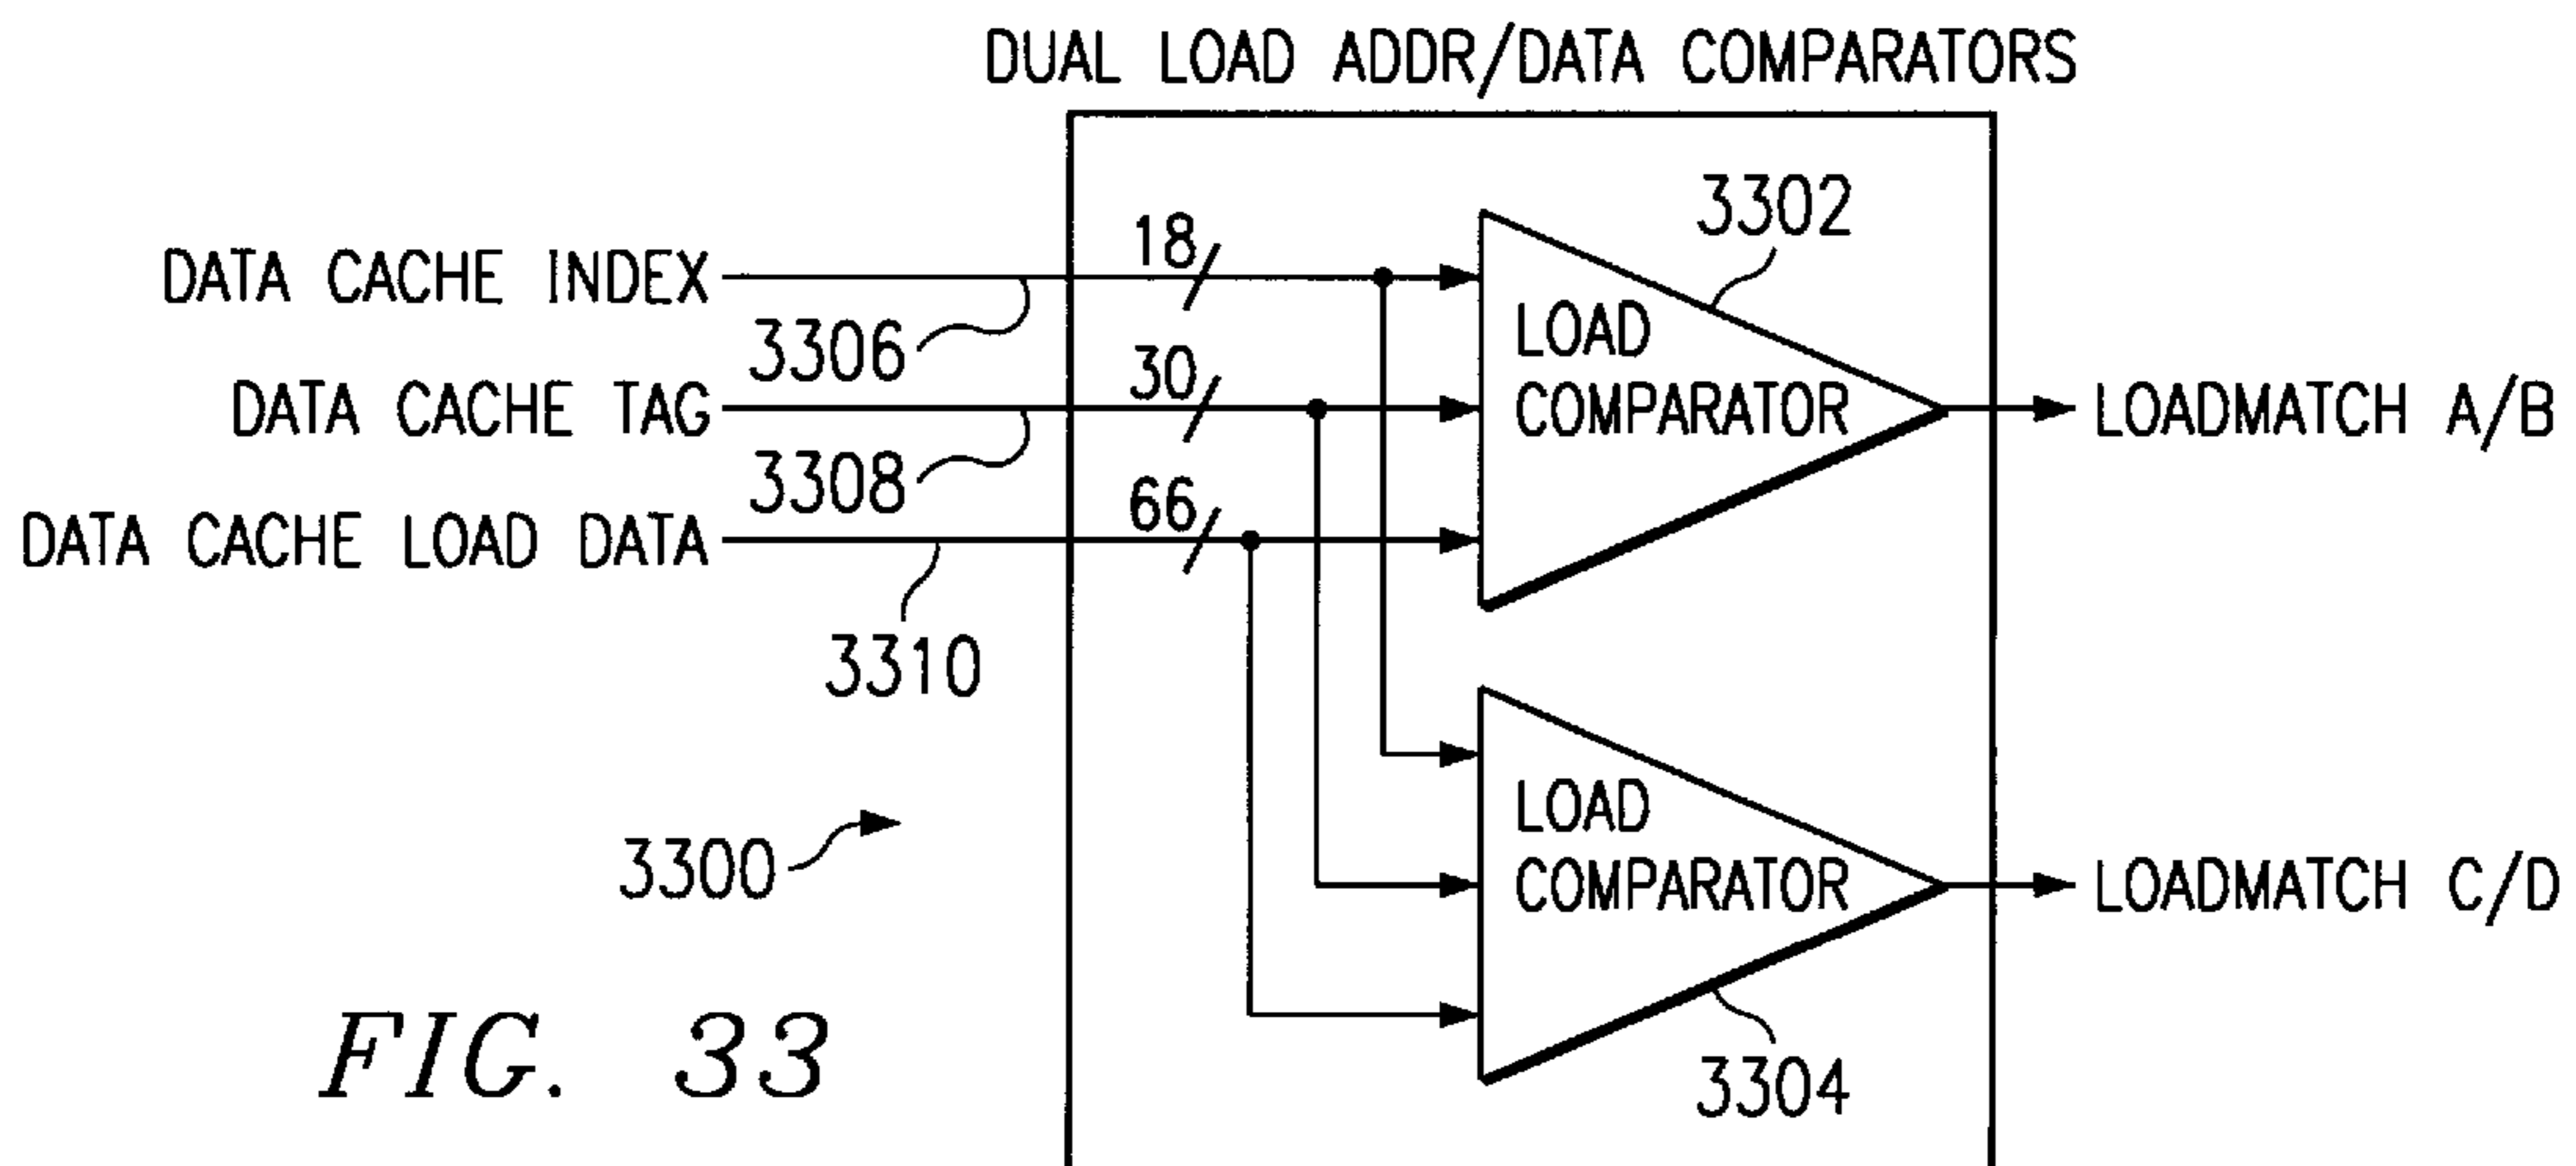 DUAL LOAD ADDR/DATA COMPARATORS
3302
18
DATA CACHE INDEX
LOAD
COMPARATOR
3306
30
DATA CACHE TAG
LOADMATCH A/B
3308
66
DATA CACHE LOAD DATA
3310
LOAD
COMPARATOR
3300
LOADMATCH C/D
3304
FIG. 33